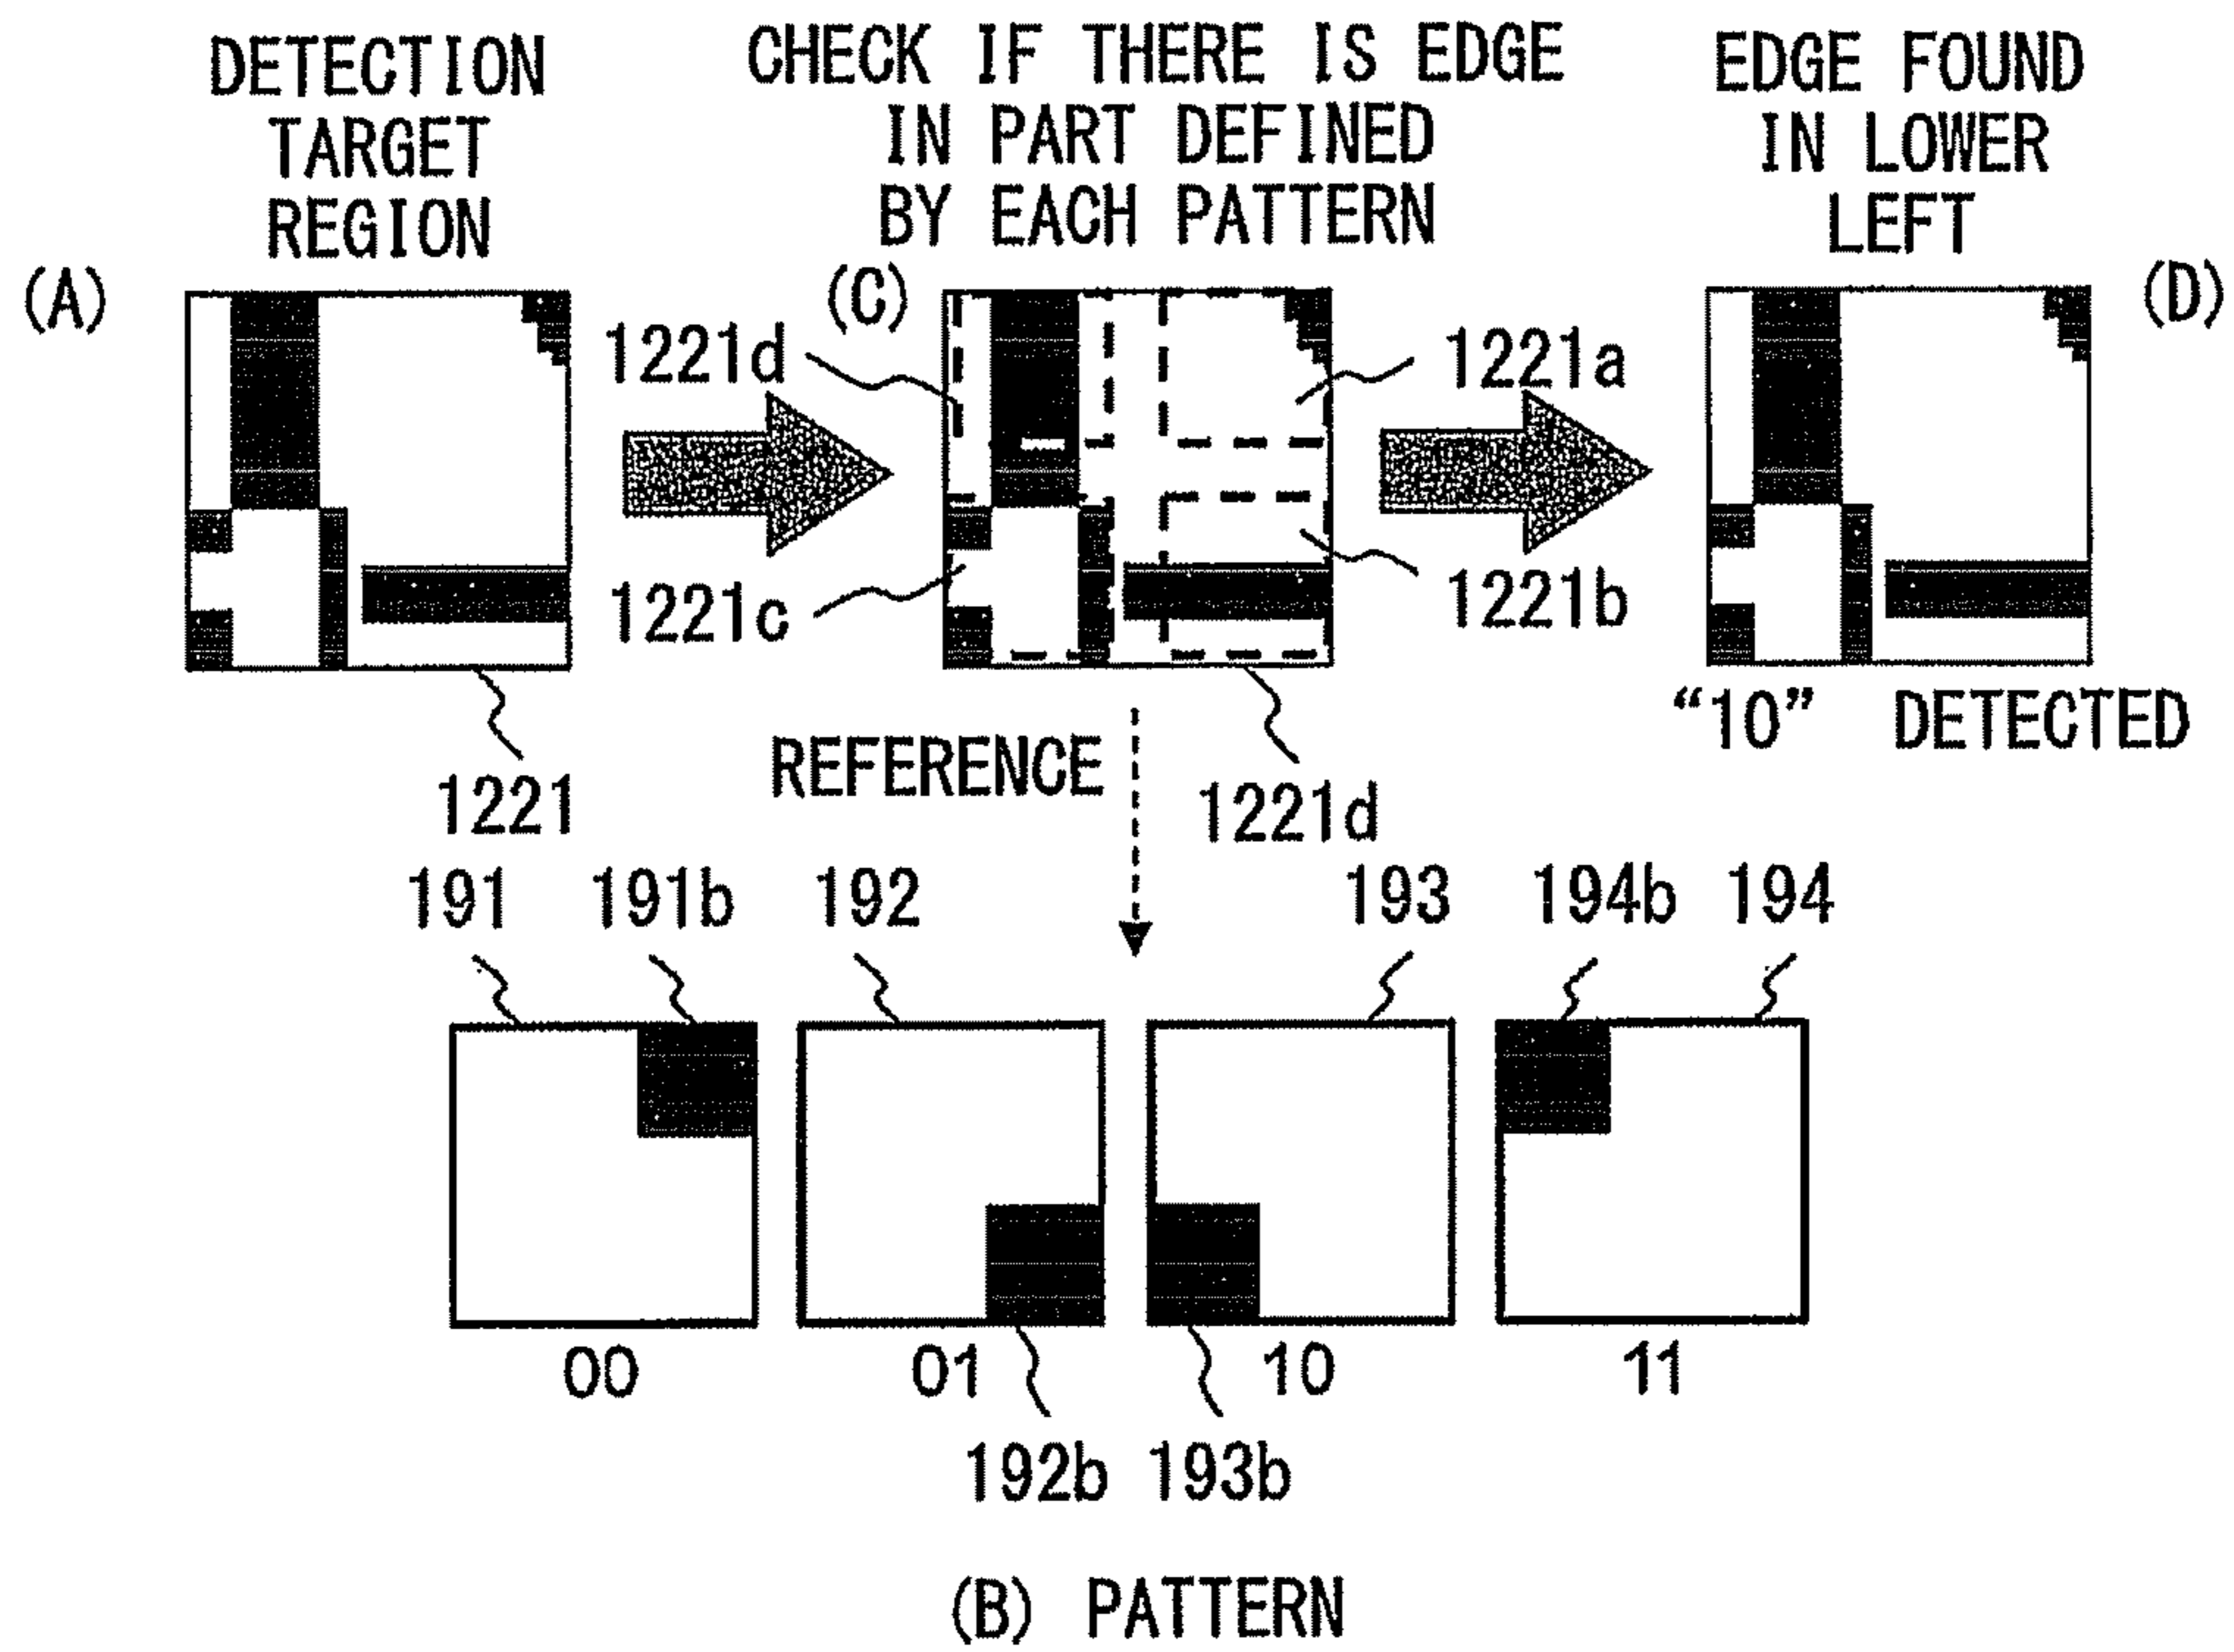 DETECTION
TARGET
REGION
CHECK IF THERE IS EDGE
IN PART DEFINED
BY EACH PATTERN
EDGE FOUND
IN LOWER
LEFT
(A)
(C)
(D)
1221d
1221a
1221c
1221b
"10" DETECTED
REFERENCE
1221
1221d
191
191b
192
193
194b
194
00
01
10
11
192b
193b
(B) PATTERN